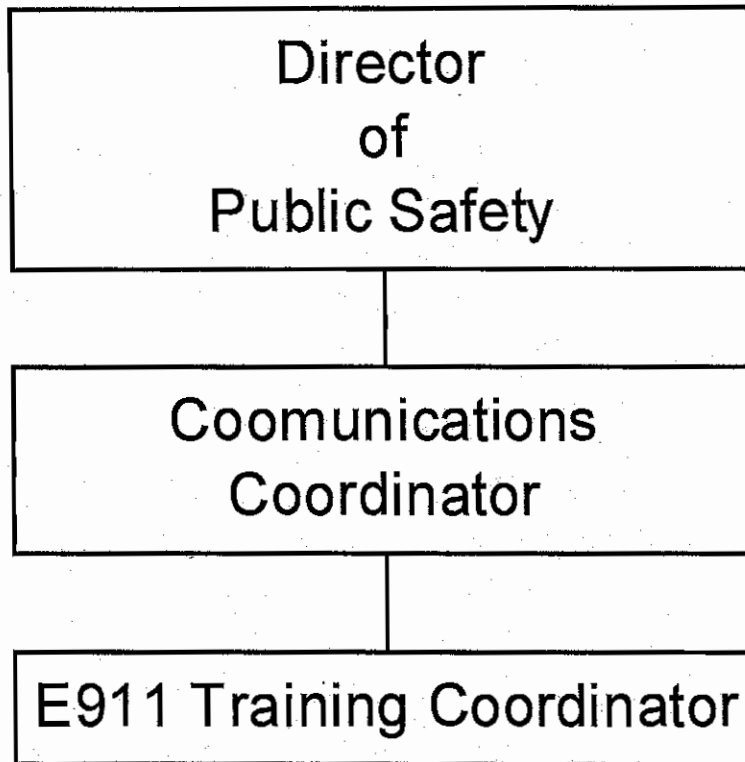 Director
of
Public Safety
Coomunications
Coordinator
E911 Training Coordinator